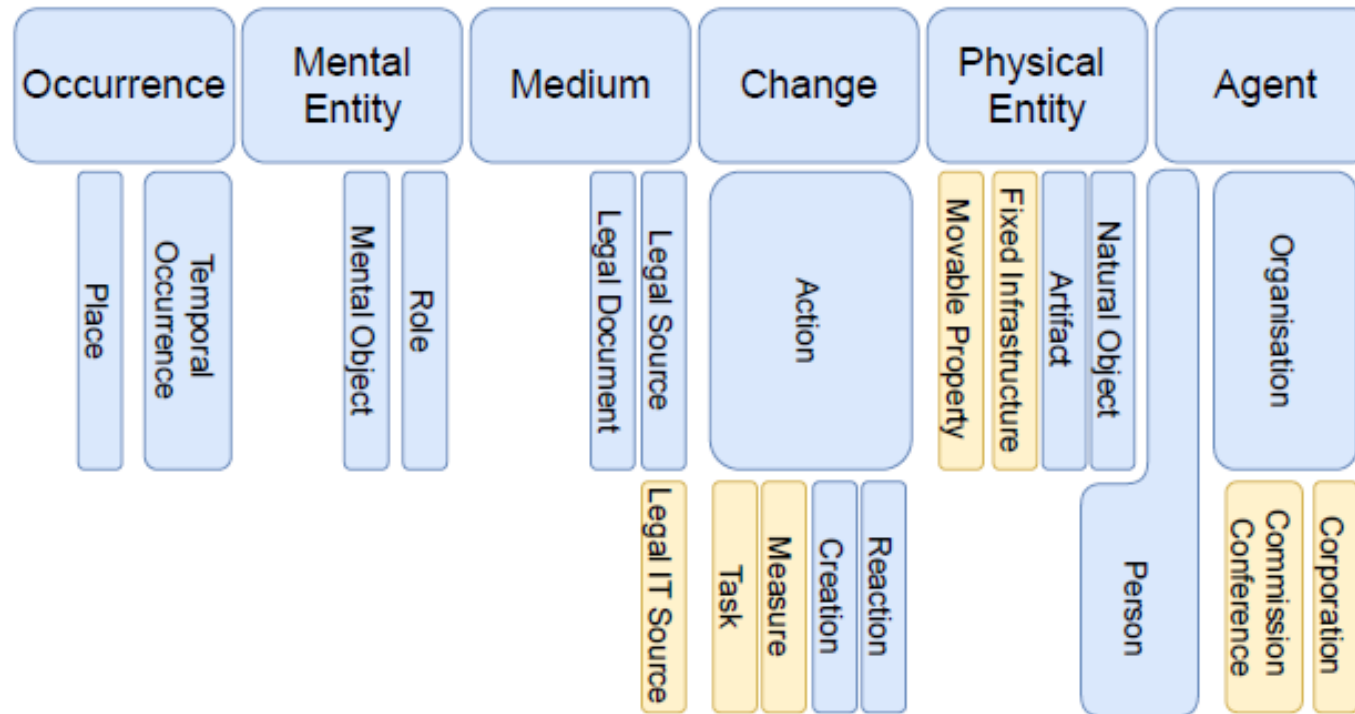 Occurrence
Mental
Entity
Medium
Change
Physical
Entity
Agent
Place
Temporal
Occurrence
Mental Object
Role
Legal Document
Legal Source
Action
Movable Property
Fixed Infrastructure
Artifact
Natural Object
Person
Organisation
Legal IT Source
Task
Measure
Creation
Reaction
Commission
Conference
Corporation